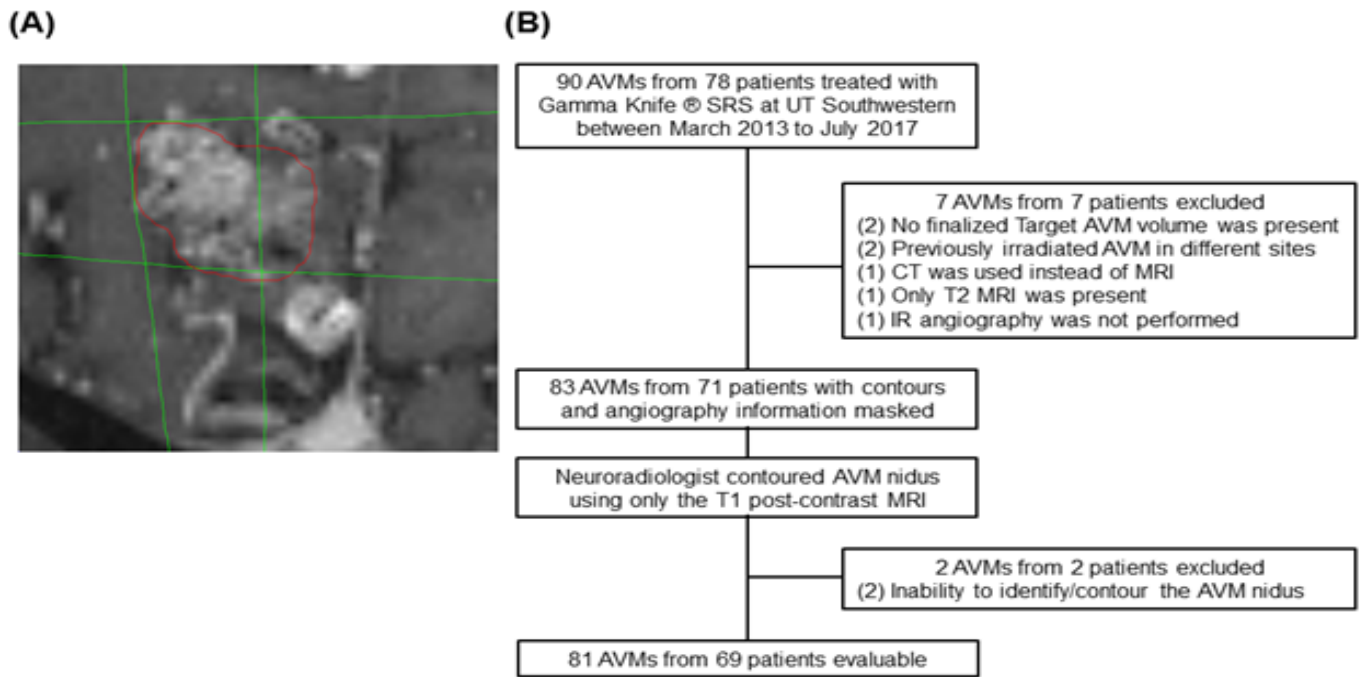 (A)
(B)
90 AVMs from 78 patients treated with
Gamma Knife ® SRS at UT Southwestern
between March 2013 to July 2017
7 AVMs from 7 patients excluded
(2) No finalized Target AVM volume was present
(2) Previously irradiated AVM in different sites
(1) CT was used instead of MRI
(1) Only T2 MRI was present
(1) IR angiography was not performed
83 AVMs from 71 patients with contours
and angiography information masked
Neuroradiologist contoured AVM nidus
using only the T1 post-contrast MRI
2 AVMs from 2 patients excluded
(2) Inability to identify/contour the AVM nidus
81 AVMs from 69 patients evaluable